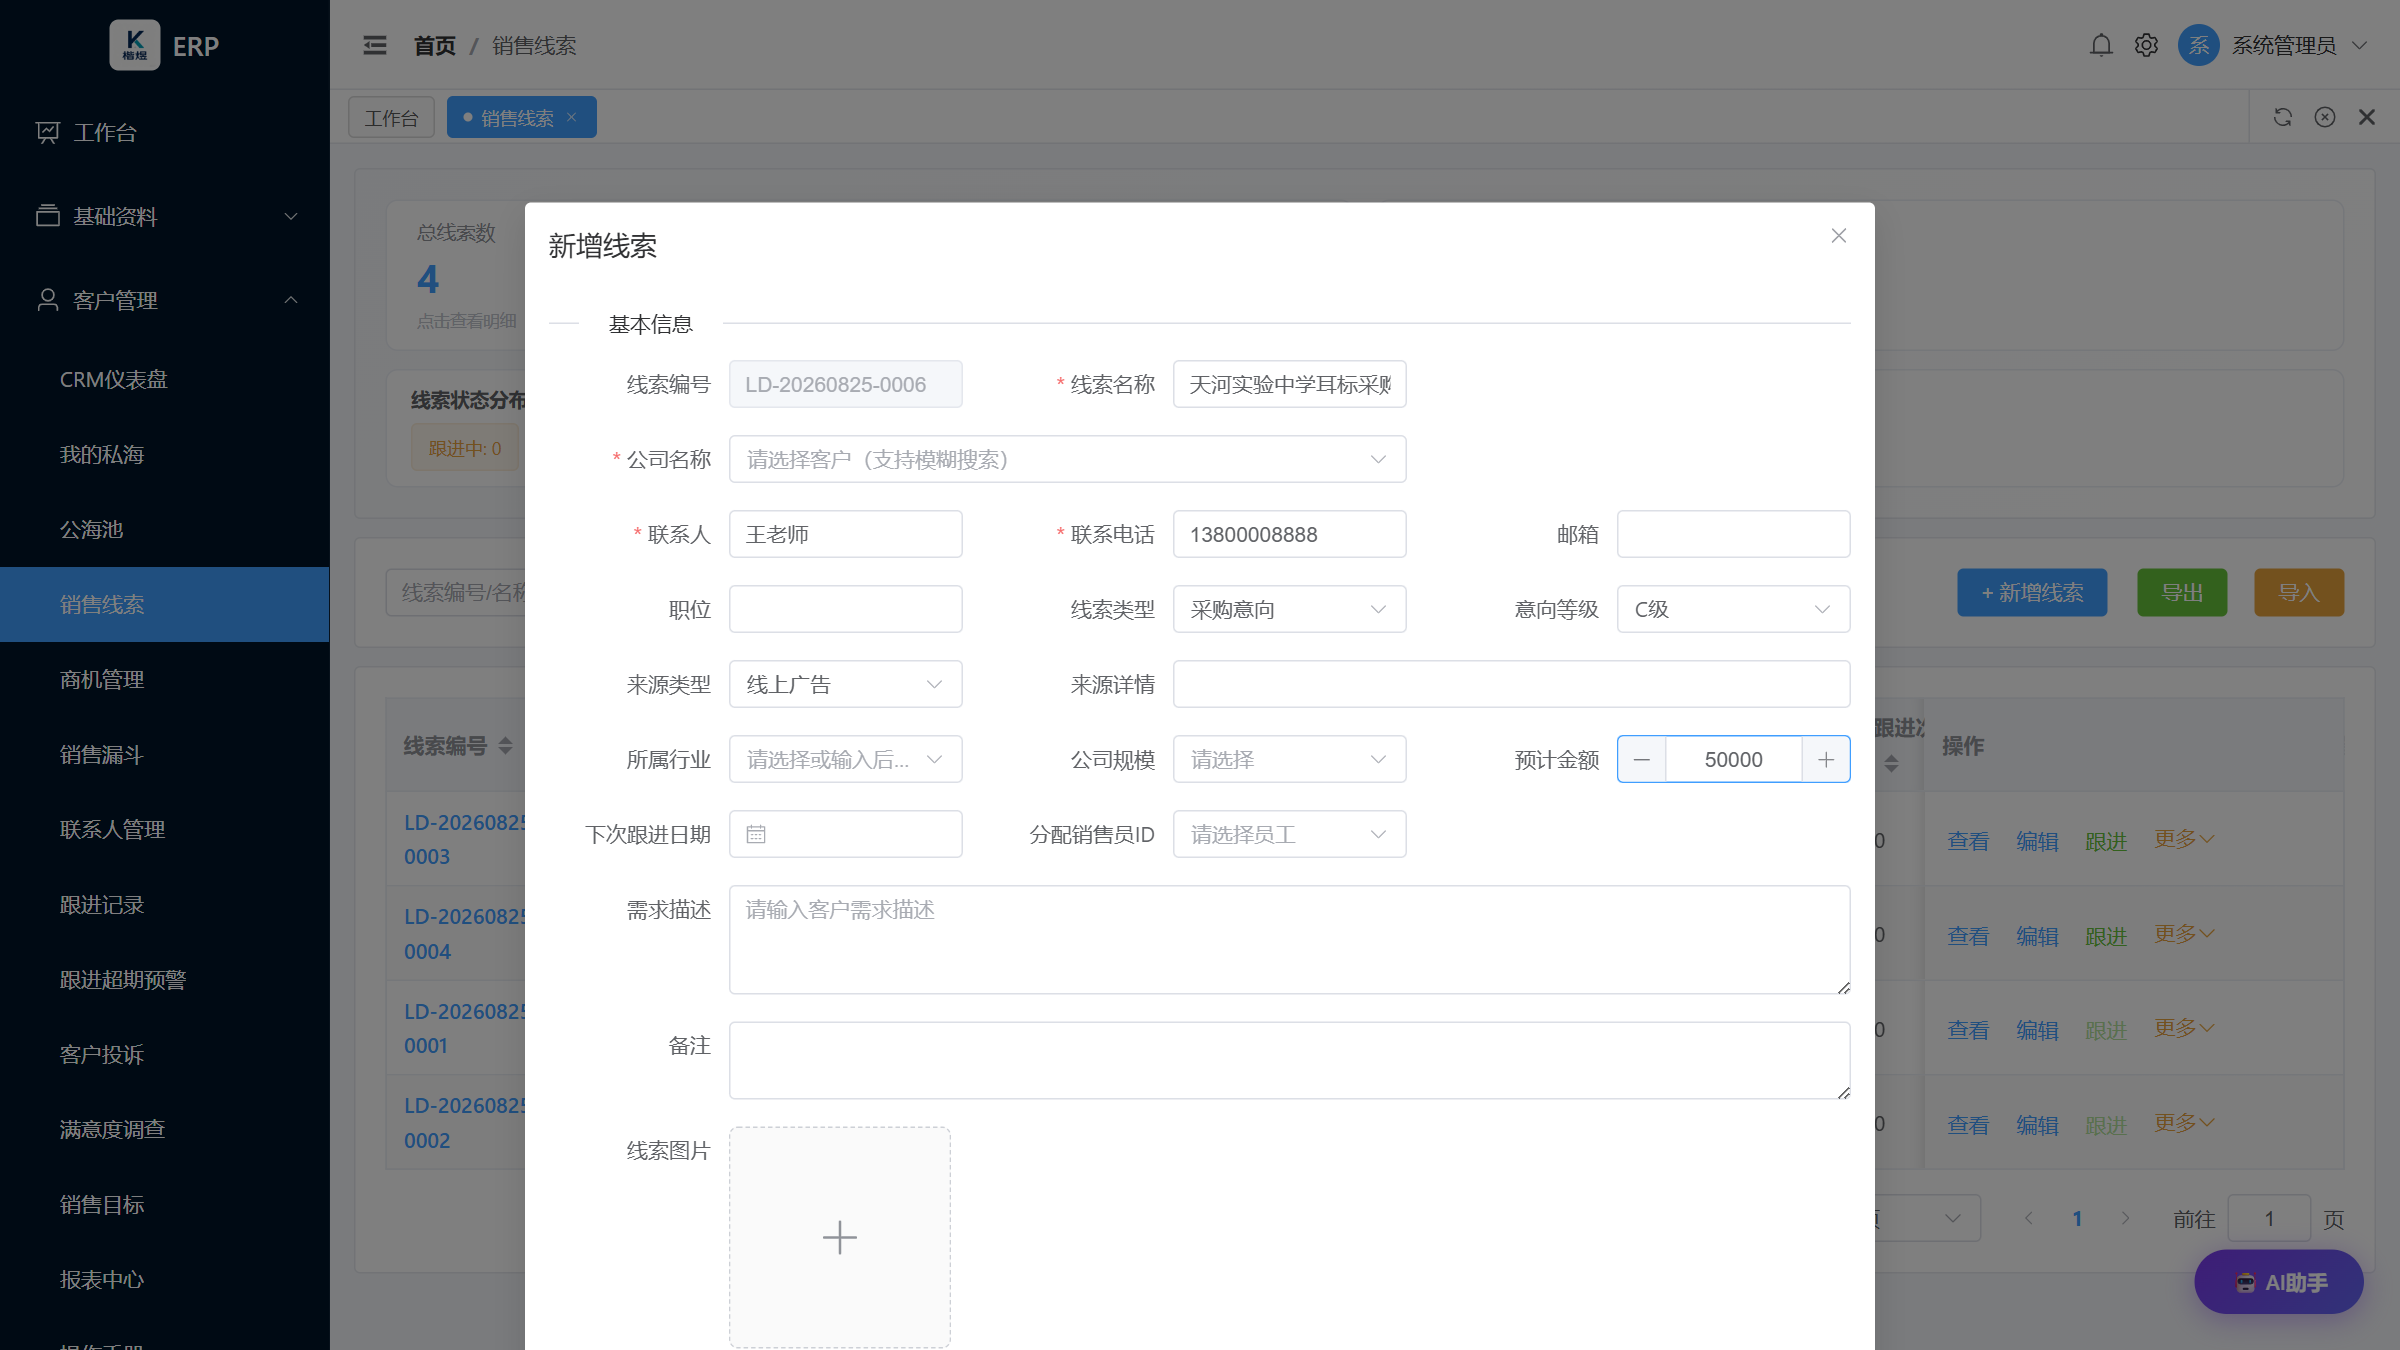 K
楷煜
ERP
首页 / 销售线索
系
系统管理员
工作台
销售线索
工作台
基础资料
客户管理
CRM仪表盘
我的私海
公海池
销售线索
商机管理
销售漏斗
联系人管理
跟进记录
跟进超期预警
客户投诉
满意度调查
销售目标
报表中心
总线索数
4
点击查看明细
线索状态分布
跟进中: 0
线索编号/名称
+ 新增线索
导出
导入
线索编号
跟进次
操作
LD-20260825
0003
0
查看 编辑 跟进 更多
LD-20260825
0004
0
查看 编辑 跟进 更多
LD-20260825
0001
0
查看 编辑 跟进 更多
LD-20260825
0002
0
查看 编辑 跟进 更多
1
前往 1 页
AI助手
新增线索
基本信息
线索编号 LD-20260825-0006
* 线索名称 天河实验中学耳标采购
* 公司名称 请选择客户（支持模糊搜索）
* 联系人 王老师
* 联系电话 13800008888
邮箱
职位
线索类型 采购意向
意向等级 C级
来源类型 线上广告
来源详情
所属行业 请选择或输入后...
公司规模 请选择
预计金额 50000
下次跟进日期
分配销售员ID 请选择员工
需求描述 请输入客户需求描述
备注
线索图片